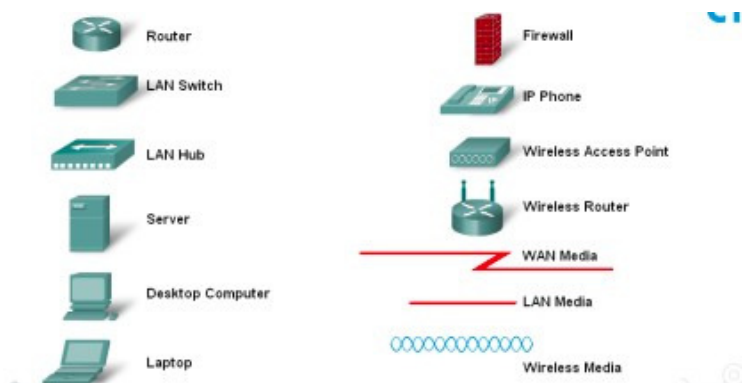 Router
LAN Switch
LAN Hub
Server
Desktop Computer
Laptop
Firewall
IP Phone
Wireless Access Point
Wireless Router
WAN Media
LAN Media
Wireless Media